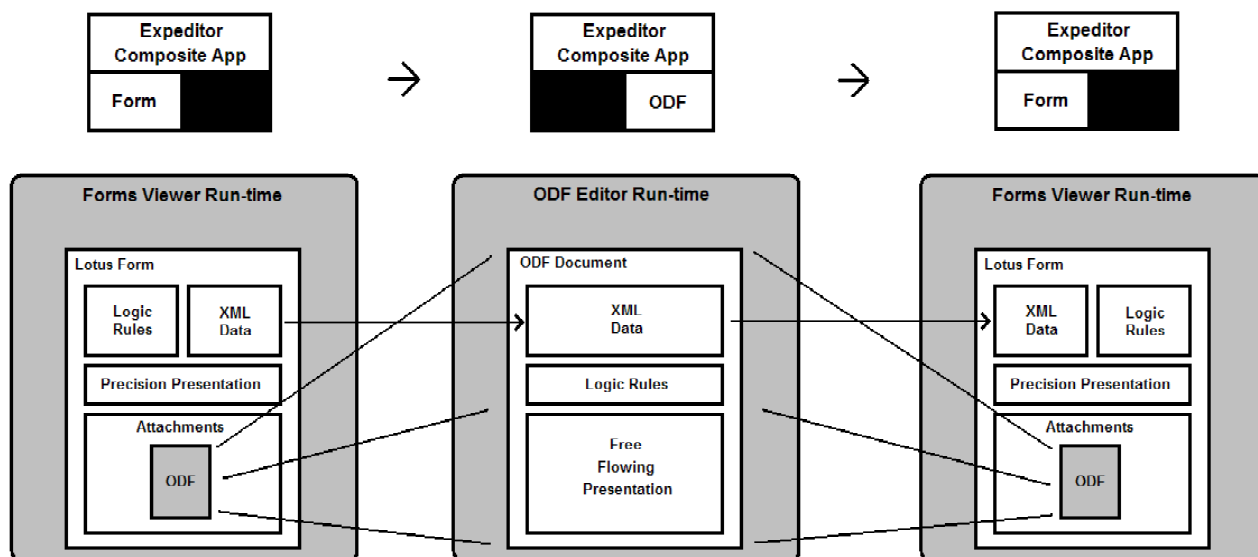 Expeditor
Composite App
Form
Expeditor
Composite App
ODF
Expeditor
Composite App
Form
Forms Viewer Run-time
Lotus Form
Logic
Rules
XML
Data
Precision Presentation
Attachments
ODF
ODF Editor Run-time
ODF Document
XML
Data
Logic Rules
Free
Flowing
Presentation
Forms Viewer Run-time
Lotus Form
XML
Data
Logic
Rules
Precision Presentation
Attachments
ODF